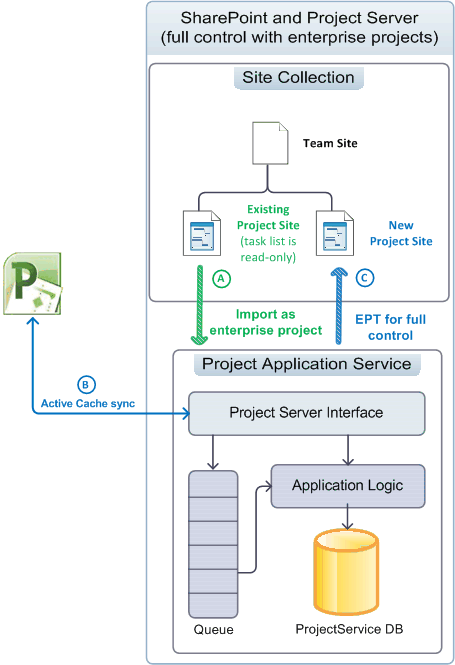 SharePoint and Project Server
(full control with enterprise projects)
Site Collection
Team Site
Existing
Project Site
(task list is
read-only)
New
Project Site
A
C
Import as
enterprise project
EPT for full
control
P
B
Active Cache sync
Project Application Service
Project Server Interface
Application Logic
Queue
ProjectService DB